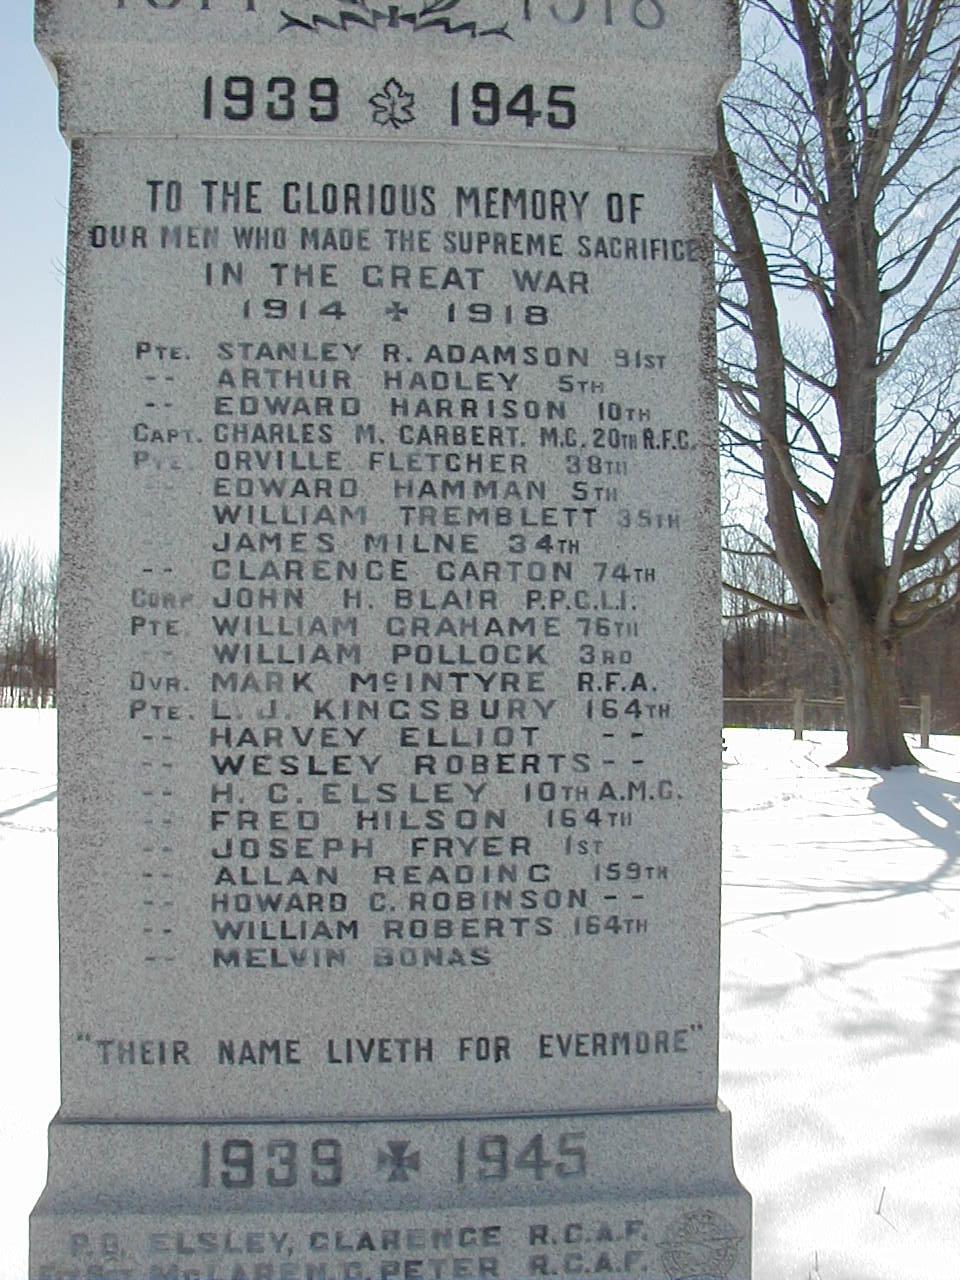 1914 1918
1939 1945
TO THE GLORIOUS MEMORY OF
OUR MEN WHO MADE THE SUPREME SACRIFICE
IN THE GREAT WAR
1914 1918
PTE. STANLEY R. ADAMSON 91ST
-- ARTHUR HADLEY 5TH
-- EDWARD HARRISON 10TH
CAPT. CHARLES M. CARBERT. M.C. 20TH R.F.C.
PTE. ORVILLE FLETCHER 38TH
-- EDWARD HAMMAN 5TH
WILLIAM TREMBLETT 35TH
JAMES MILNE 34TH
-- CLARENCE CARTON 74TH
CORP. JOHN H. BLAIR P.P.C.L.I.
PTE. WILLIAM GRAHAME 76TH
-- WILLIAM POLLOCK 3RD
DVR. MARK McINTYRE R.F.A.
PTE. L. J. KINGSBURY 164TH
-- HARVEY ELLIOT --
-- WESLEY ROBERTS --
-- H. C. ELSLEY 10TH A.M.C.
-- FRED HILSON 164TH
-- JOSEPH FRYER 1ST
-- ALLAN READING 159TH
-- HOWARD C. ROBINSON --
-- WILLIAM ROBERTS 164TH
-- MELVIN BONAS
"THEIR NAME LIVETH FOR EVERMORE"
1939 1945
P.O. ELSLEY, CLARENCE R.C.A.F.
McLAREN, G. PETER R.C.A.F.